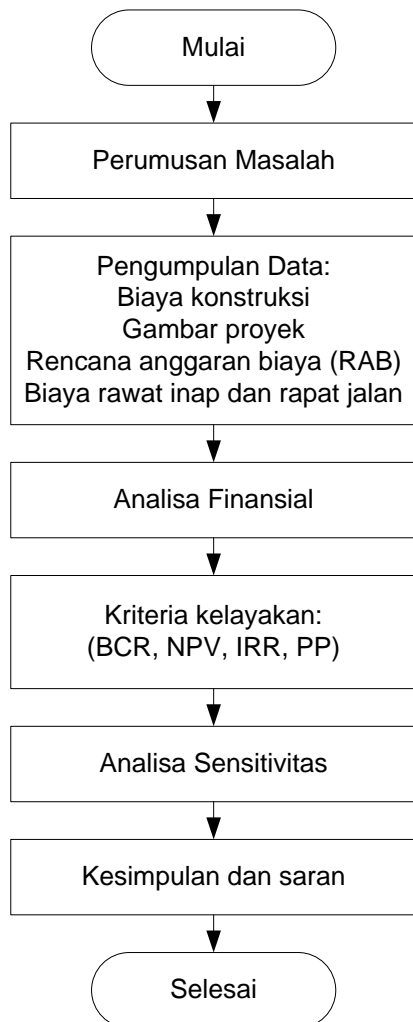 Mulai
Perumusan Masalah
Pengumpulan Data:
Biaya konstruksi
Gambar proyek
Rencana anggaran biaya (RAB)
Biaya rawat inap dan rapat jalan
Analisa Finansial
Kriteria kelayakan:
(BCR, NPV, IRR, PP)
Analisa Sensitivitas
Kesimpulan dan saran
Selesai